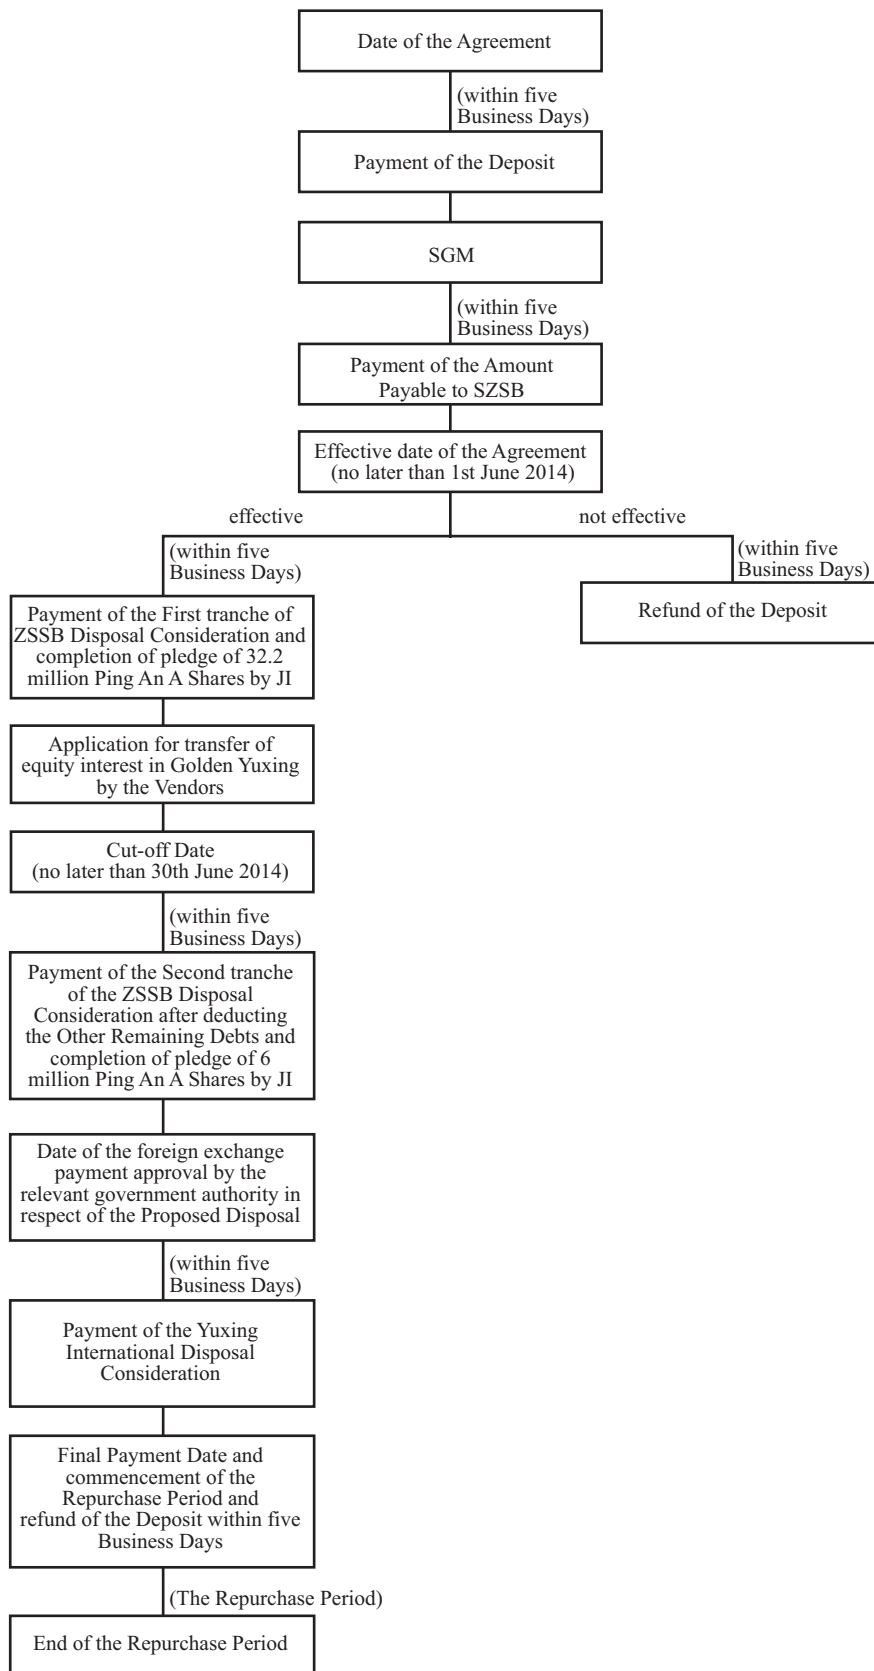 Date of the Agreement
(within five
Business Days)
Payment of the Deposit
SGM
(within five
Business Days)
Payment of the Amount
Payable to SZSB
Effective date of the Agreement
(no later than 1st June 2014)
effective
not effective
(within five
Business Days)
(within five
Business Days)
Payment of the First tranche of
ZSSB Disposal Consideration and
completion of pledge of 32.2
million Ping An A Shares by JI
Refund of the Deposit
Application for transfer of
equity interest in Golden Yuxing
by the Vendors
Cut-off Date
(no later than 30th June 2014)
(within five
Business Days)
Payment of the Second tranche
of the ZSSB Disposal
Consideration after deducting
the Other Remaining Debts and
completion of pledge of 6
million Ping An A Shares by JI
Date of the foreign exchange
payment approval by the
relevant government authority in
respect of the Proposed Disposal
(within five
Business Days)
Payment of the Yuxing
International Disposal
Consideration
Final Payment Date and
commencement of the
Repurchase Period and
refund of the Deposit within five
Business Days
(The Repurchase Period)
End of the Repurchase Period